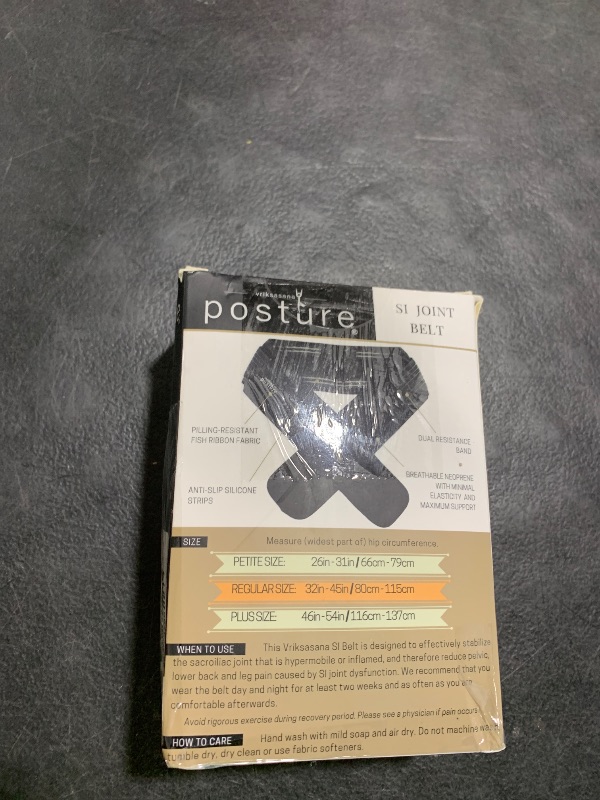 vriksasana
posture®
SI JOINT
BELT
PILLING-RESISTANT
FISH RIBBON FABRIC
DUAL RESISTANCE
BAND
BREATHABLE NEOPRENE
WITH MINIMAL
ELASTICITY AND
MAXIMUM SUPPORT
ANTI-SLIP SILICONE
STRIPS
SIZE Measure (widest part of) hip circumference.
PETITE SIZE: 26in-31in/66cm-79cm
REGULAR SIZE: 32in-45in/80cm-115cm
PLUS SIZE: 46in-54in/116cm-137cm
WHEN TO USE This Vriksasana SI Belt is designed to effectively stabilize
the sacroiliac joint that is hypermobile or inflamed, and therefore reduce pelvic,
lower back and leg pain caused by SI joint dysfunction. We recommend that you
wear the belt day and night for at least two weeks and as often as you are
comfortable afterwards.
Avoid rigorous exercise during recovery period. Please see a physician if pain occurs.
HOW TO CARE Hand wash with mild soap and air dry. Do not machine wash,
tumble dry, dry clean or use fabric softeners.